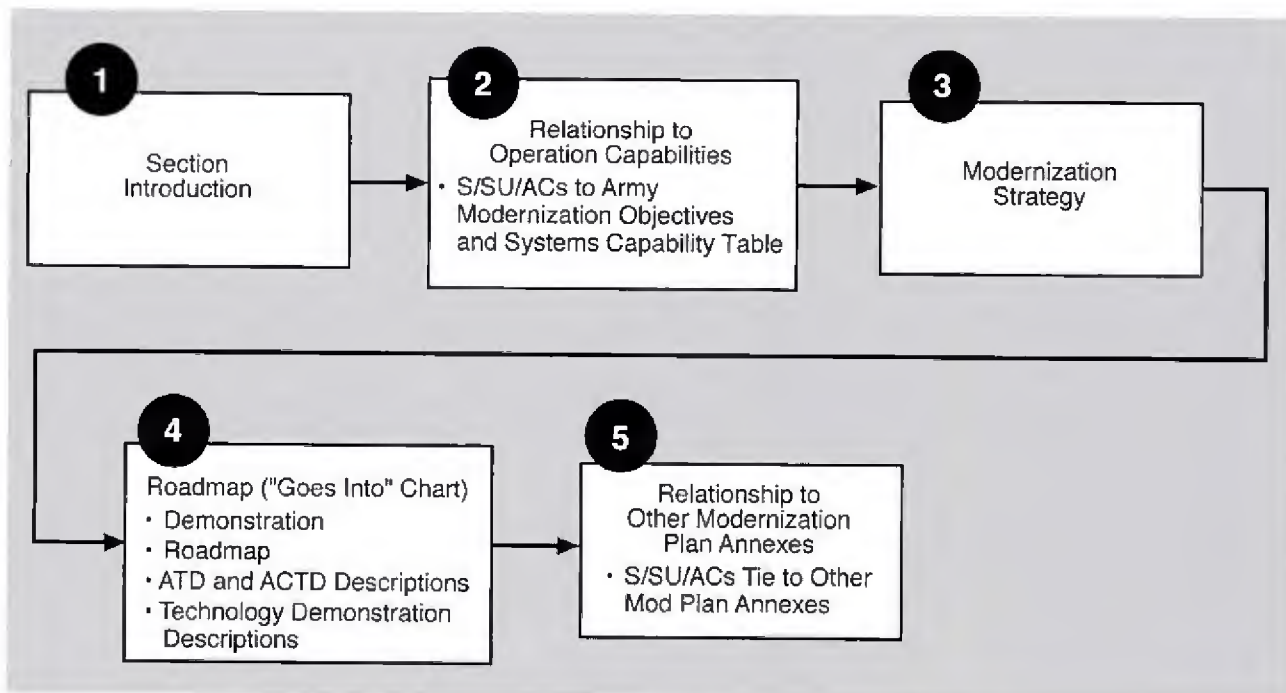 1
Section
Introduction
2
Relationship to
Operation Capabilities
· S/SU/ACs to Army
Modernization Objectives
and Systems Capability Table
3
Modernization
Strategy
4
Roadmap ("Goes Into" Chart)
· Demonstration
· Roadmap
· ATD and ACTD Descriptions
· Technology Demonstration
Descriptions
5
Relationship to
Other Modernization
Plan Annexes
· S/SU/ACs Tie to Other
Mod Plan Annexes